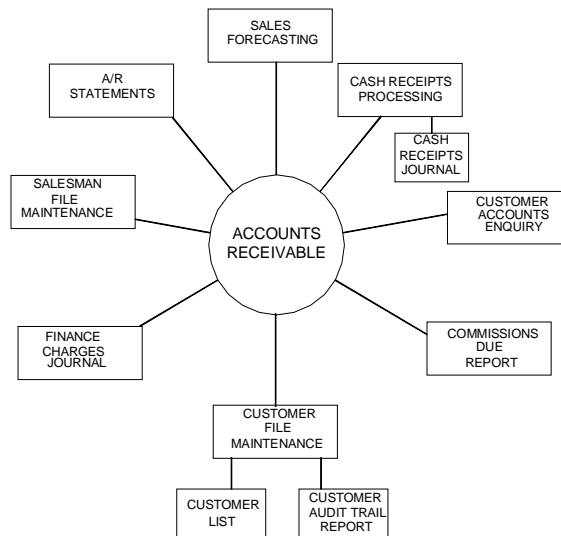 SALES
FORECASTING
A/R
STATEMENTS
CASH RECEIPTS
PROCESSING
CASH
RECEIPTS
JOURNAL
SALESMAN
FILE
MAINTENANCE
CUSTOMER
ACCOUNTS
ENQUIRY
ACCOUNTS
RECEIVABLE
FINANCE
CHARGES
JOURNAL
COMMISSIONS
DUE
REPORT
CUSTOMER
FILE
MAINTENANCE
CUSTOMER
LIST
CUSTOMER
AUDIT TRAIL
REPORT